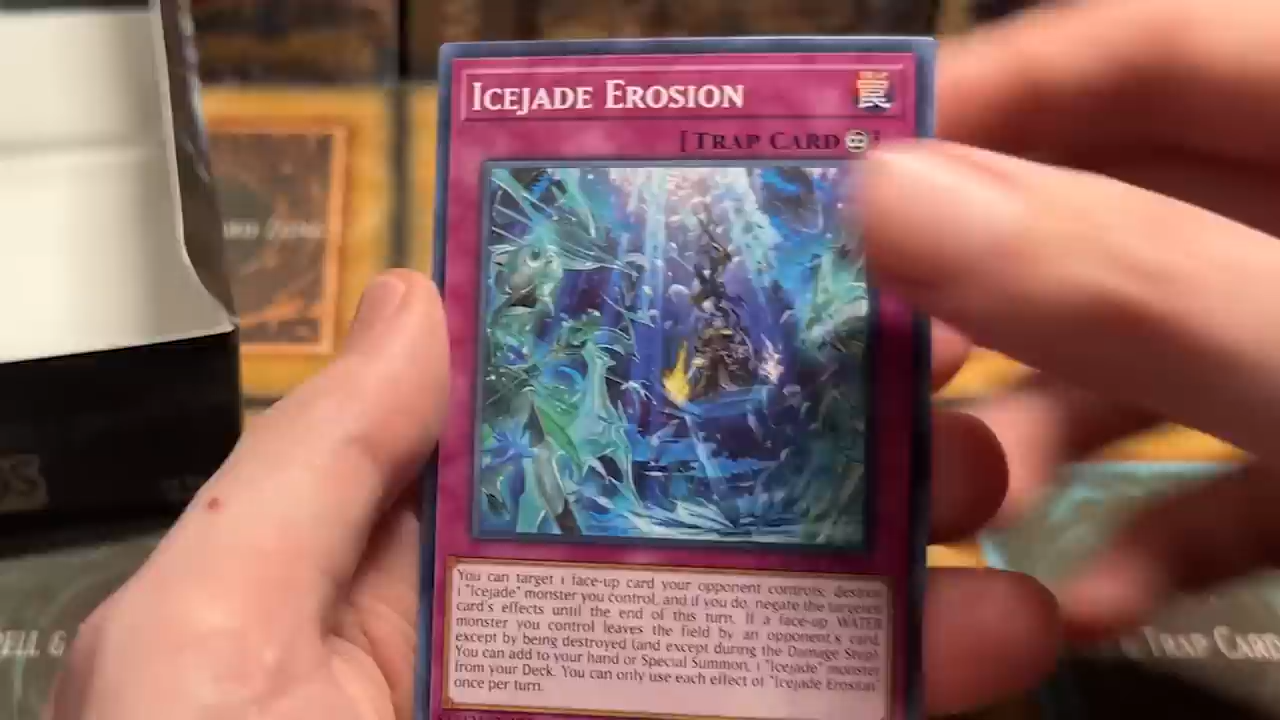 Icejade Erosion
罠
[Trap Card
You can target 1 face-up card your opponent controls; destroy
1 "Icejade" monster you control, and if you do, negate the targeted
card's effects until the end of this turn. If a face-up WATER
monster you control leaves the field by an opponent's card,
except by being destroyed (and except during the Damage Step):
You can add to your hand or Special Summon, 1 "Icejade" monster
from your Deck. You can only use each effect of "Icejade Erosion"
once per turn.
Trap Card